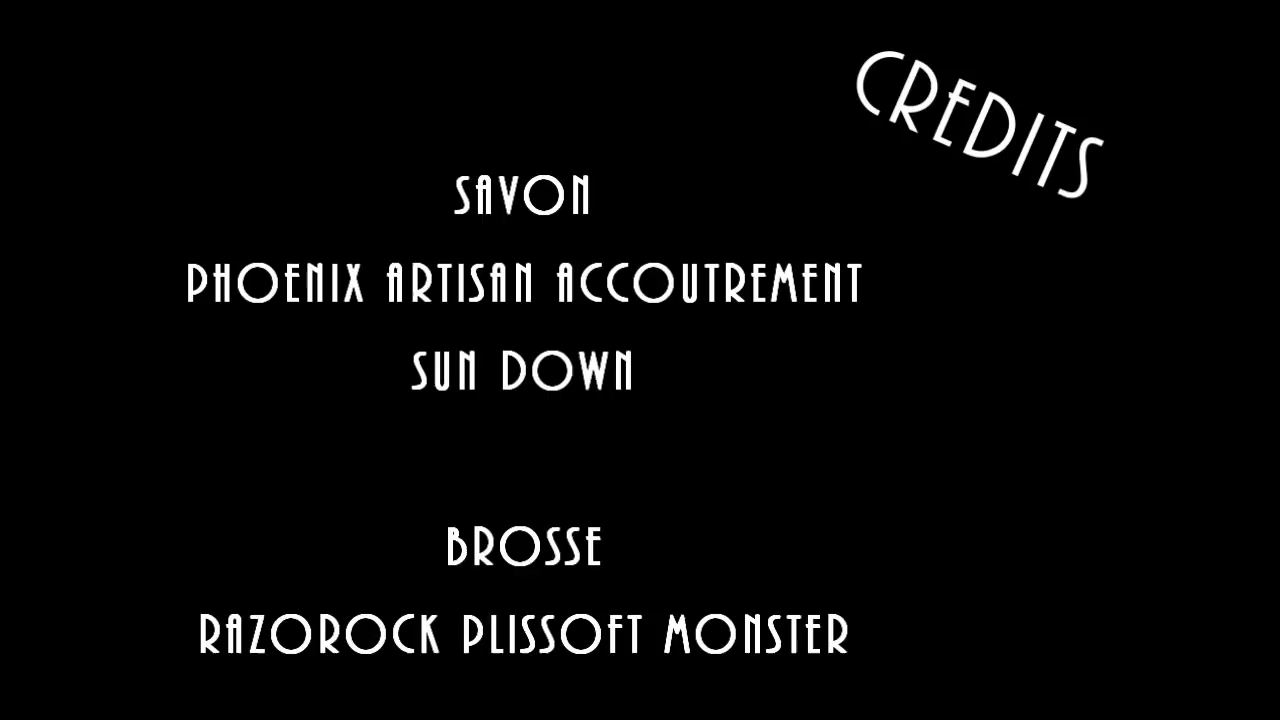 CREDITS
SAVON
PHOENIX ARTISAN ACCOUTREMENT
SUN DOWN
BROSSE
RAZOROCK PLISSOFT MONSTER